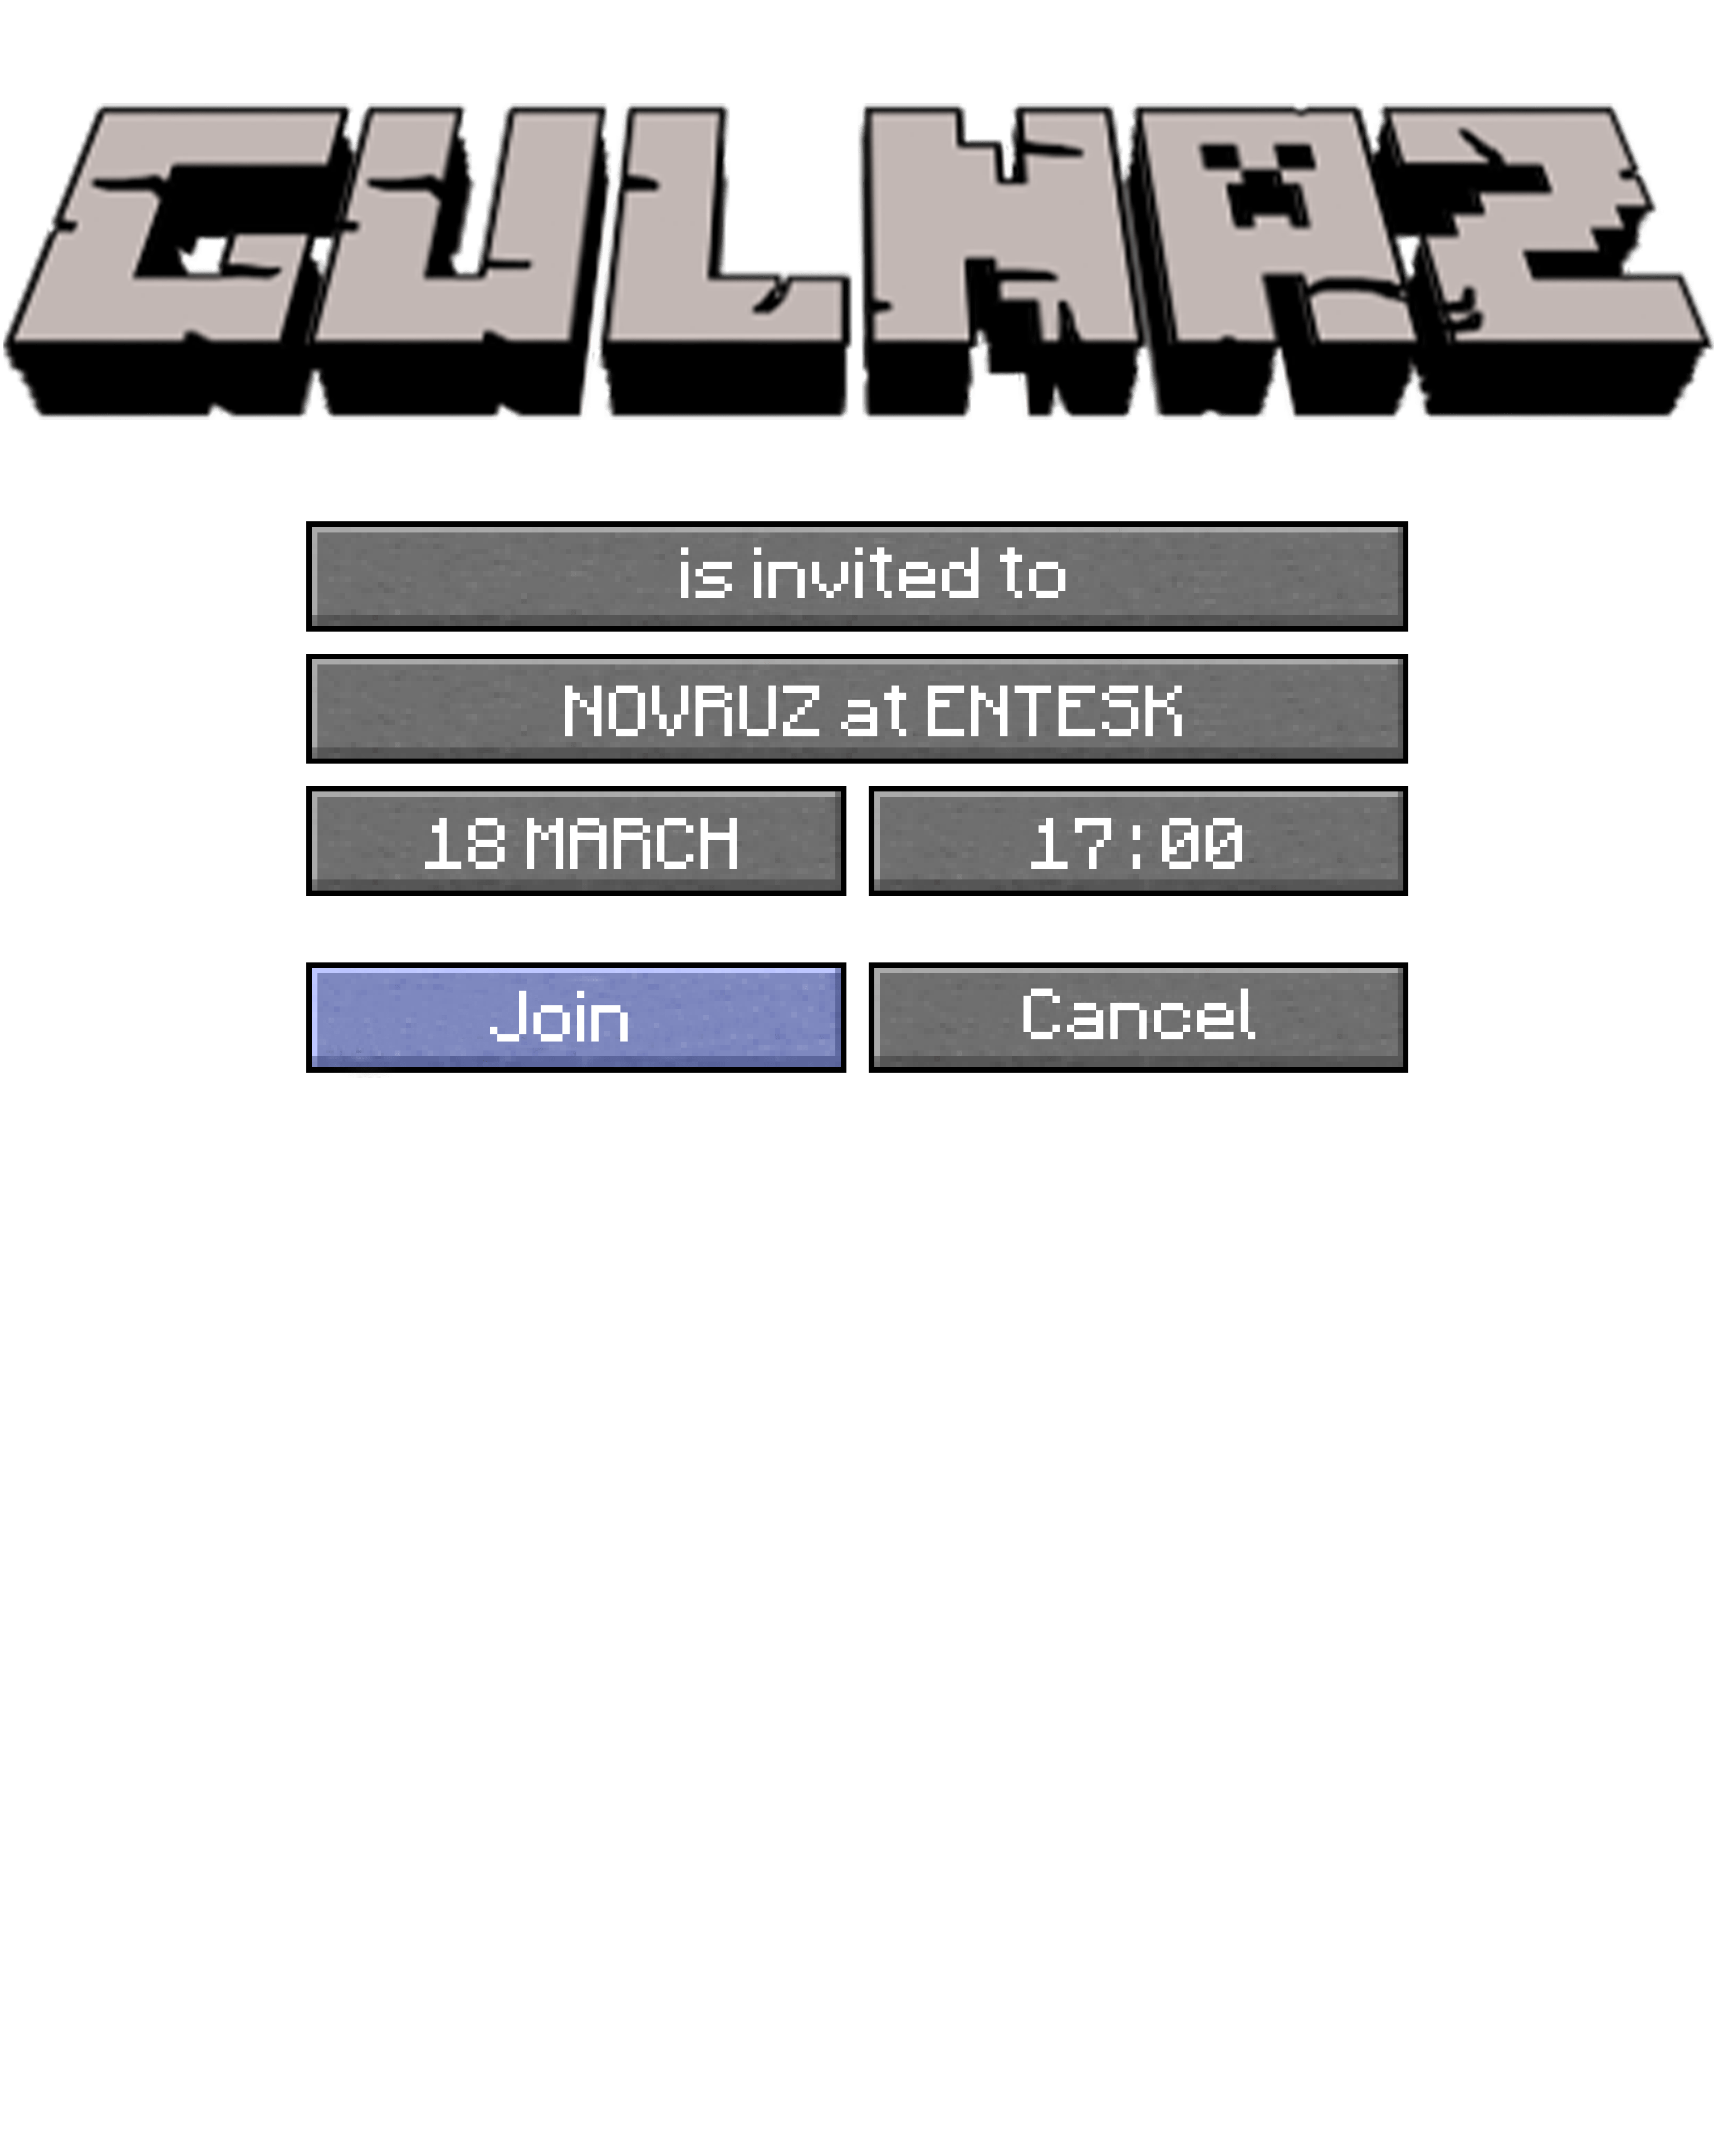 GULNAZ
is invited to
NOVRUZ at ENTESK
18 MARCH 17:00
Join Cancel